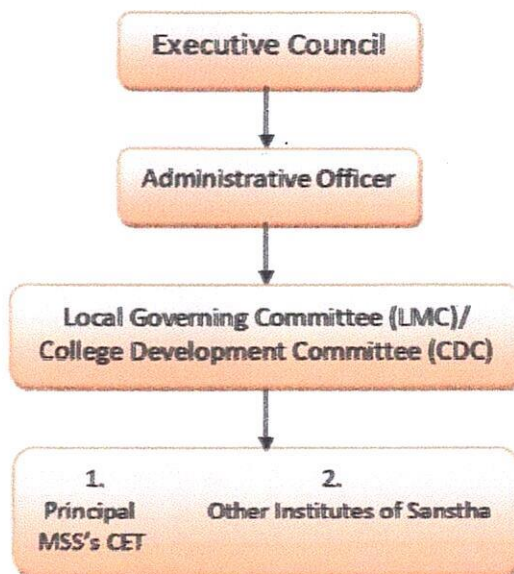 Executive Council
Administrative Officer
Local Governing Committee (LMC)/
College Development Committee (CDC)
1. 2.
Principal Other Institutes of Sanstha
MSS's CET